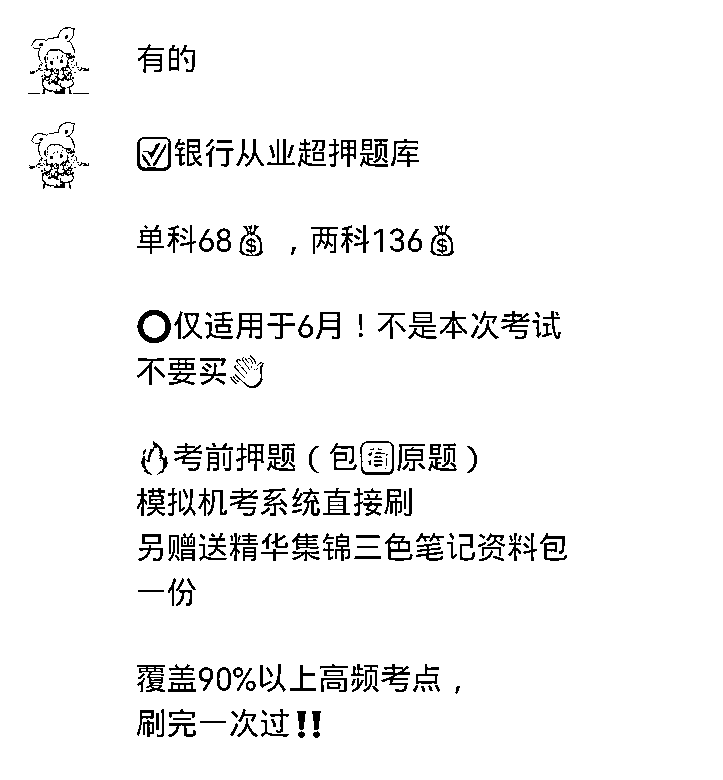 有的
✅银行从业超押题库
单科68💰 ，两科136💰
⭕仅适用于6月！不是本次考试
不要买👋
🔥考前押题（包原题）
模拟机考系统直接刷
另赠送精华集锦三色笔记资料包
一份
覆盖90%以上高频考点，
刷完一次过‼️